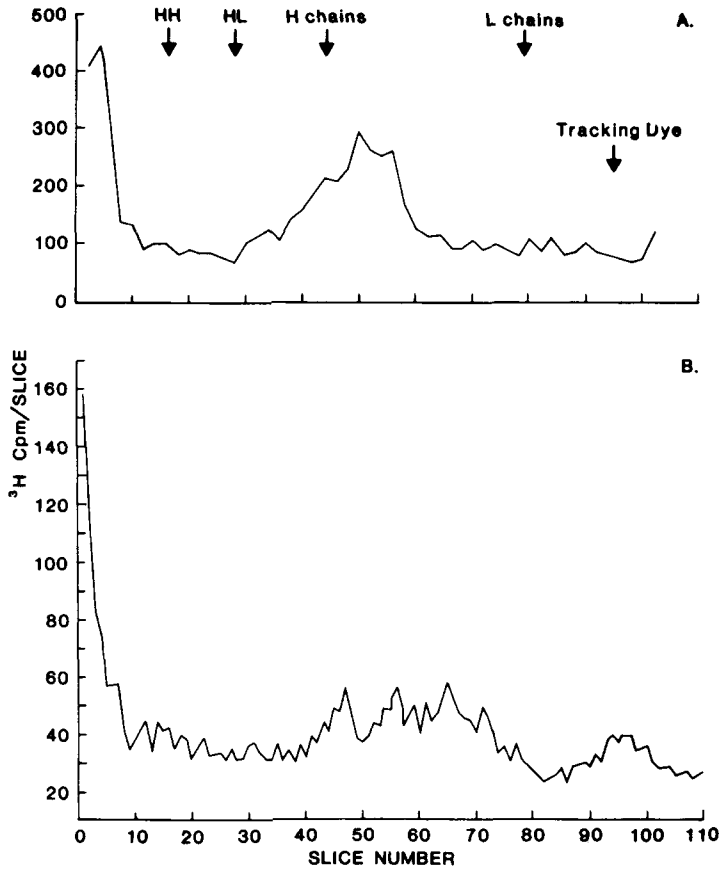 HH HL H chains L chains A.
500
400
300
200
100
0
Tracking Dye
B.
³H Cpm/SLICE
160
140
120
100
80
60
40
20
0 10 20 30 40 50 60 70 80 90 100 110
SLICE NUMBER